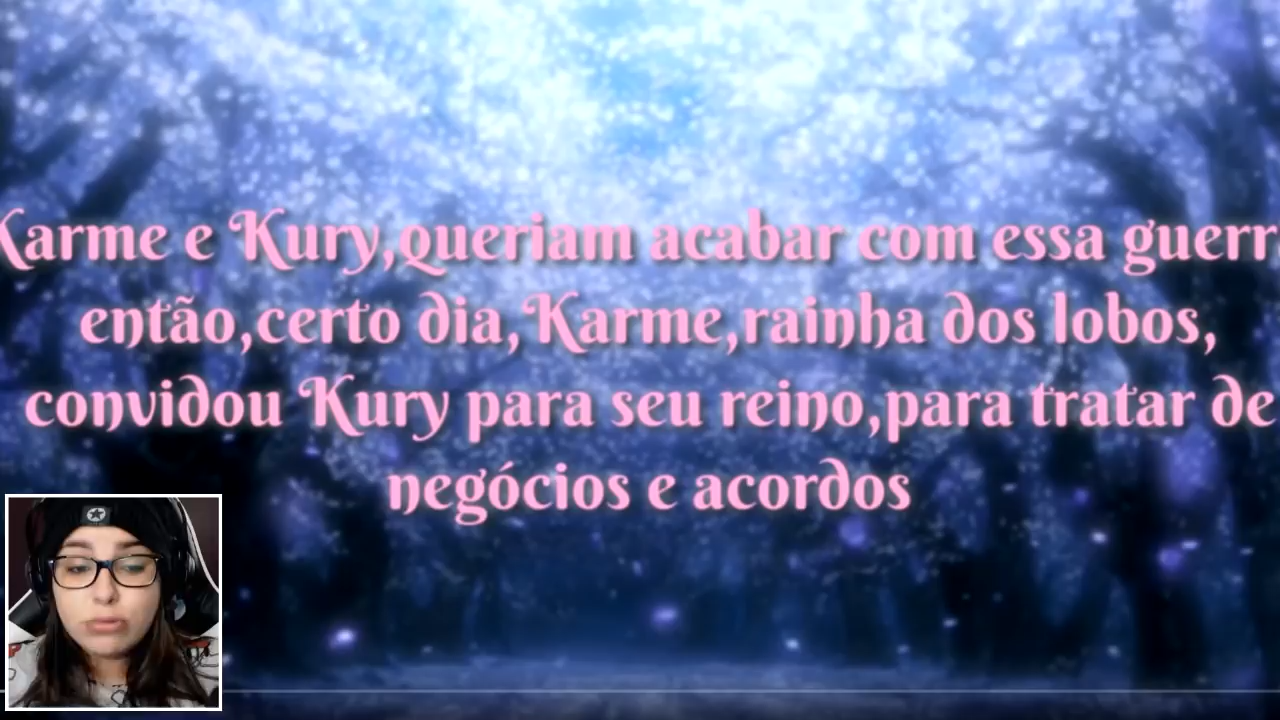 Karme e Kury,queriam acabar com essa guerr
então,certo dia,Karme,rainha dos lobos,
convidou Kury para seu reino,para tratar de
negócios e acordos